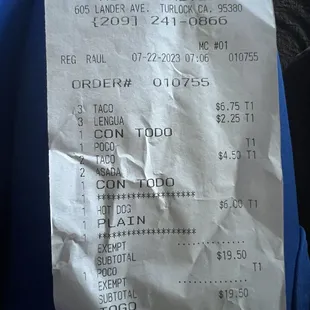 605 LANDER AVE. TURLOCK CA. 95380
{209} 241-0866
MC #01
REG RAUL 07-22-2023 07:06 010755
ORDER# 010755
3 TACO $6.75 T1
3 LENGUA $2.25 T1
1 CON TODO
1 POCO T1
2 TACO $4.50 T1
2 ASADA
1 CON TODO
1 ********************
1 HOT DOG $6.00 T1
1 PLAIN
1 ********************
EXEMPT ..............
SUBTOTAL $19.50
1 POCO T1
EXEMPT ..............
SUBTOTAL $19.50
TOGO